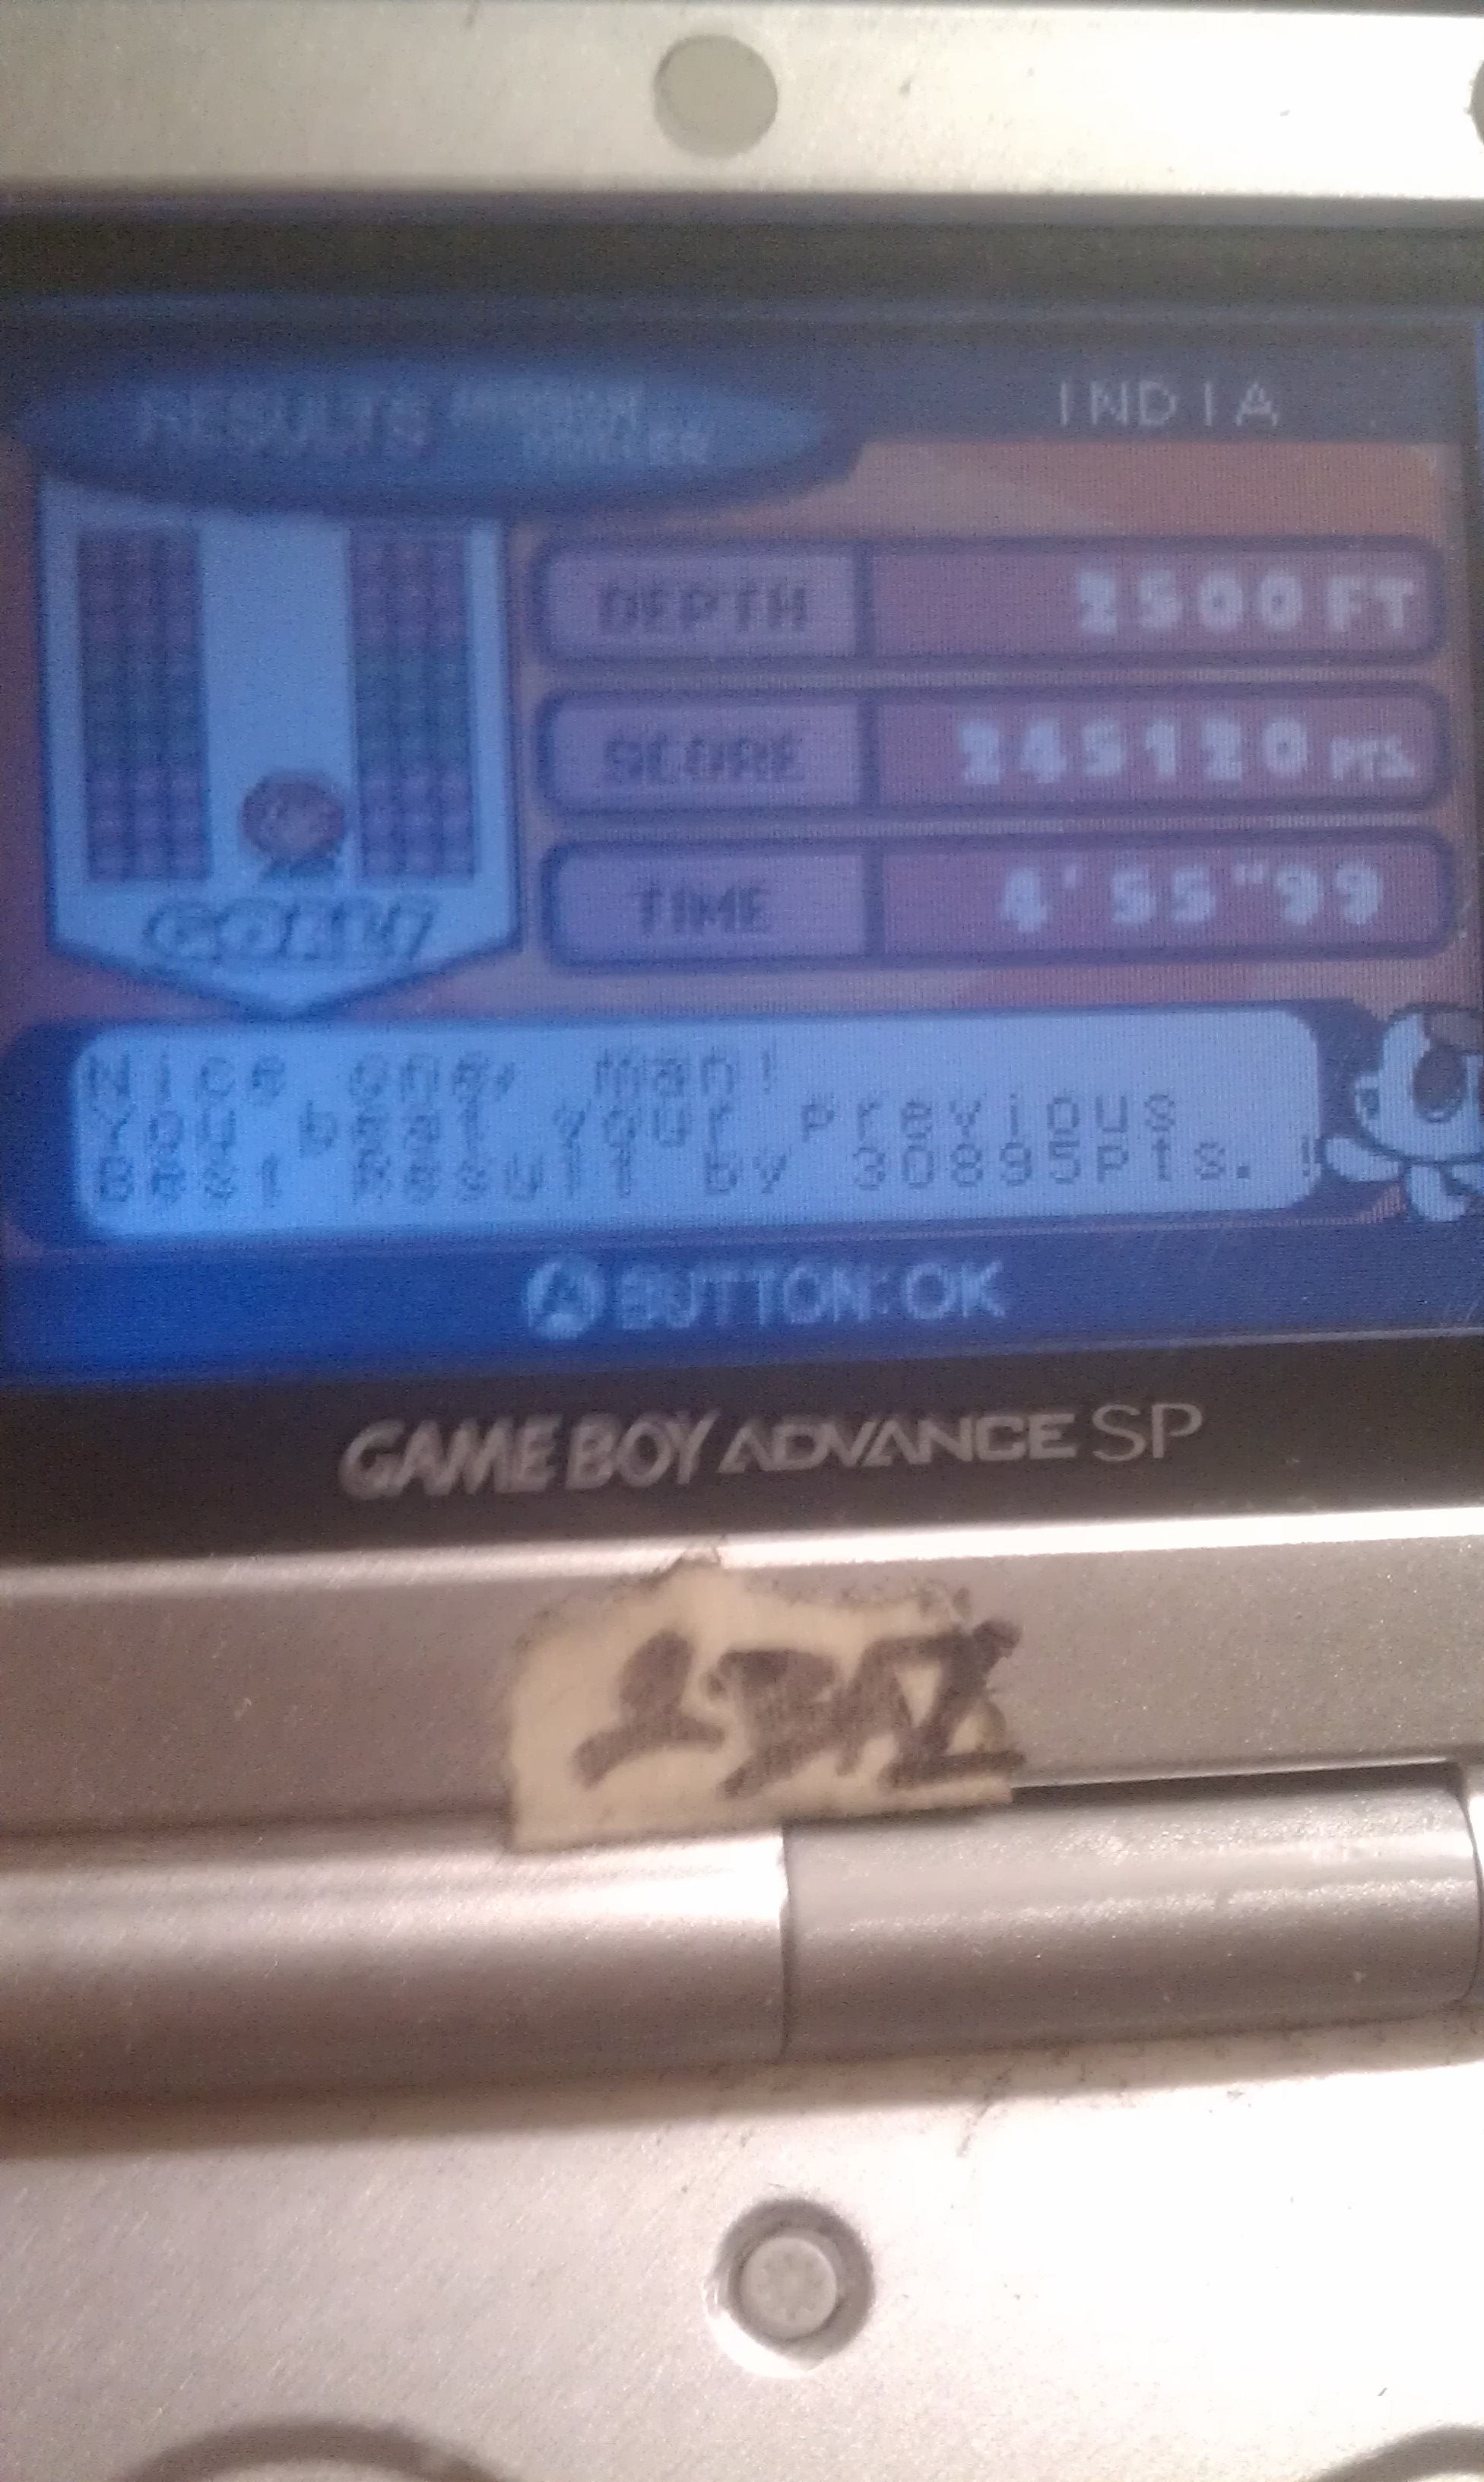 RESULTS
INDIA
DEPTH 2500 FT
SCORE 245120 PTS.
TIME 4'55"99
GOAL!
Nice one, man!
You beat your previous
Best Result by 30895pts. !
A BUTTON:OK
GAME BOY ADVANCE SP